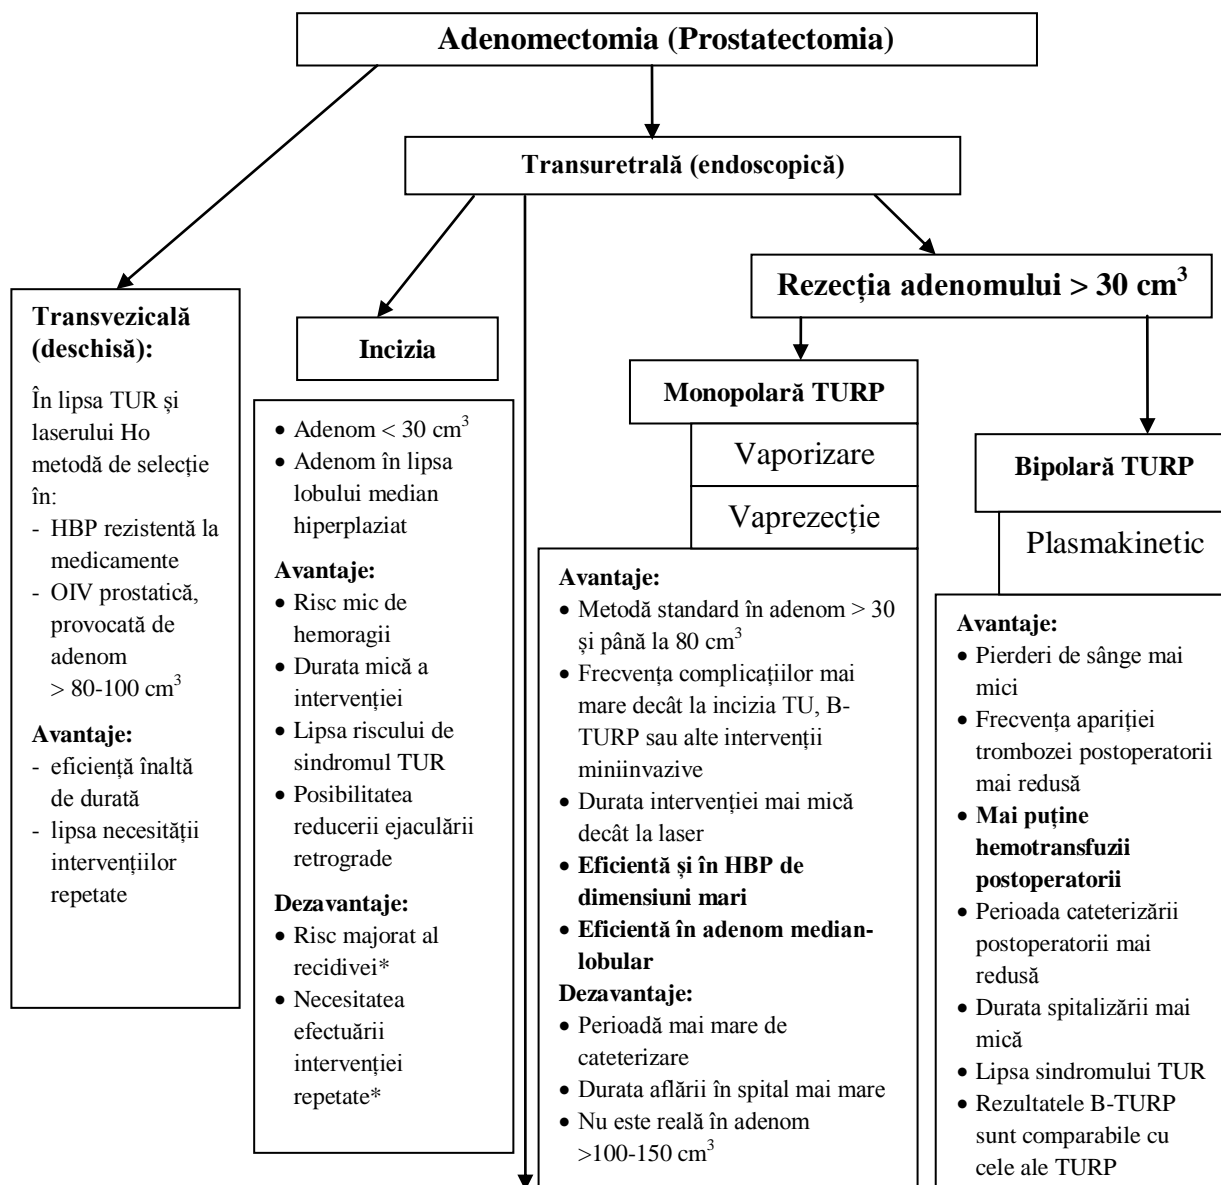 Adenomectomia (Prostatectomia)
Transuretrală (endoscopică)
Rezecția adenomului > 30 cm³
Transvezicală
(deschisă):
În lipsa TUR și
laserului Ho
metodă de selecție
în:
- HBP rezistentă la
medicamente
- OIV prostatică,
provocată de
adenom
> 80-100 cm³
Avantaje:
- eficiență înaltă
de durată
- lipsa necesității
intervențiilor
repetate
Incizia
• Adenom < 30 cm³
• Adenom în lipsa
lobului median
hiperplaziat
Avantaje:
• Risc mic de
hemoragii
• Durata mică a
intervenției
• Lipsa riscului de
sindromul TUR
• Posibilitatea
reducerii ejaculării
retrograde
Dezavantaje:
• Risc majorat al
recidivei*
• Necesitatea
efectuării
intervenției
repetate*
Monopolară TURP
Vaporizare
Vaprezecție
Avantaje:
• Metodă standard în adenom > 30
și până la 80 cm³
• Frecvența complicațiilor mai
mare decât la incizia TU, B-
TURP sau alte intervenții
miniinvazive
• Durata intervenției mai mică
decât la laser
• Eficientă și în HBP de
dimensiuni mari
• Eficientă în adenom median-
lobular
Dezavantaje:
• Perioadă mai mare de
cateterizare
• Durata aflării în spital mai mare
• Nu este reală în adenom
>100-150 cm³
Bipolară TURP
Plasmakinetic
Avantaje:
• Pierderi de sânge mai
mici
• Frecvența apariției
trombozei postoperatorii
mai redusă
• Mai puține
hemotransfuzii
postoperatorii
• Perioada cateterizării
postoperatorii mai
redusă
• Durata spitalizării mai
mică
• Lipsa sindromului TUR
• Rezultatele B-TURP
sunt comparabile cu
cele ale TURP